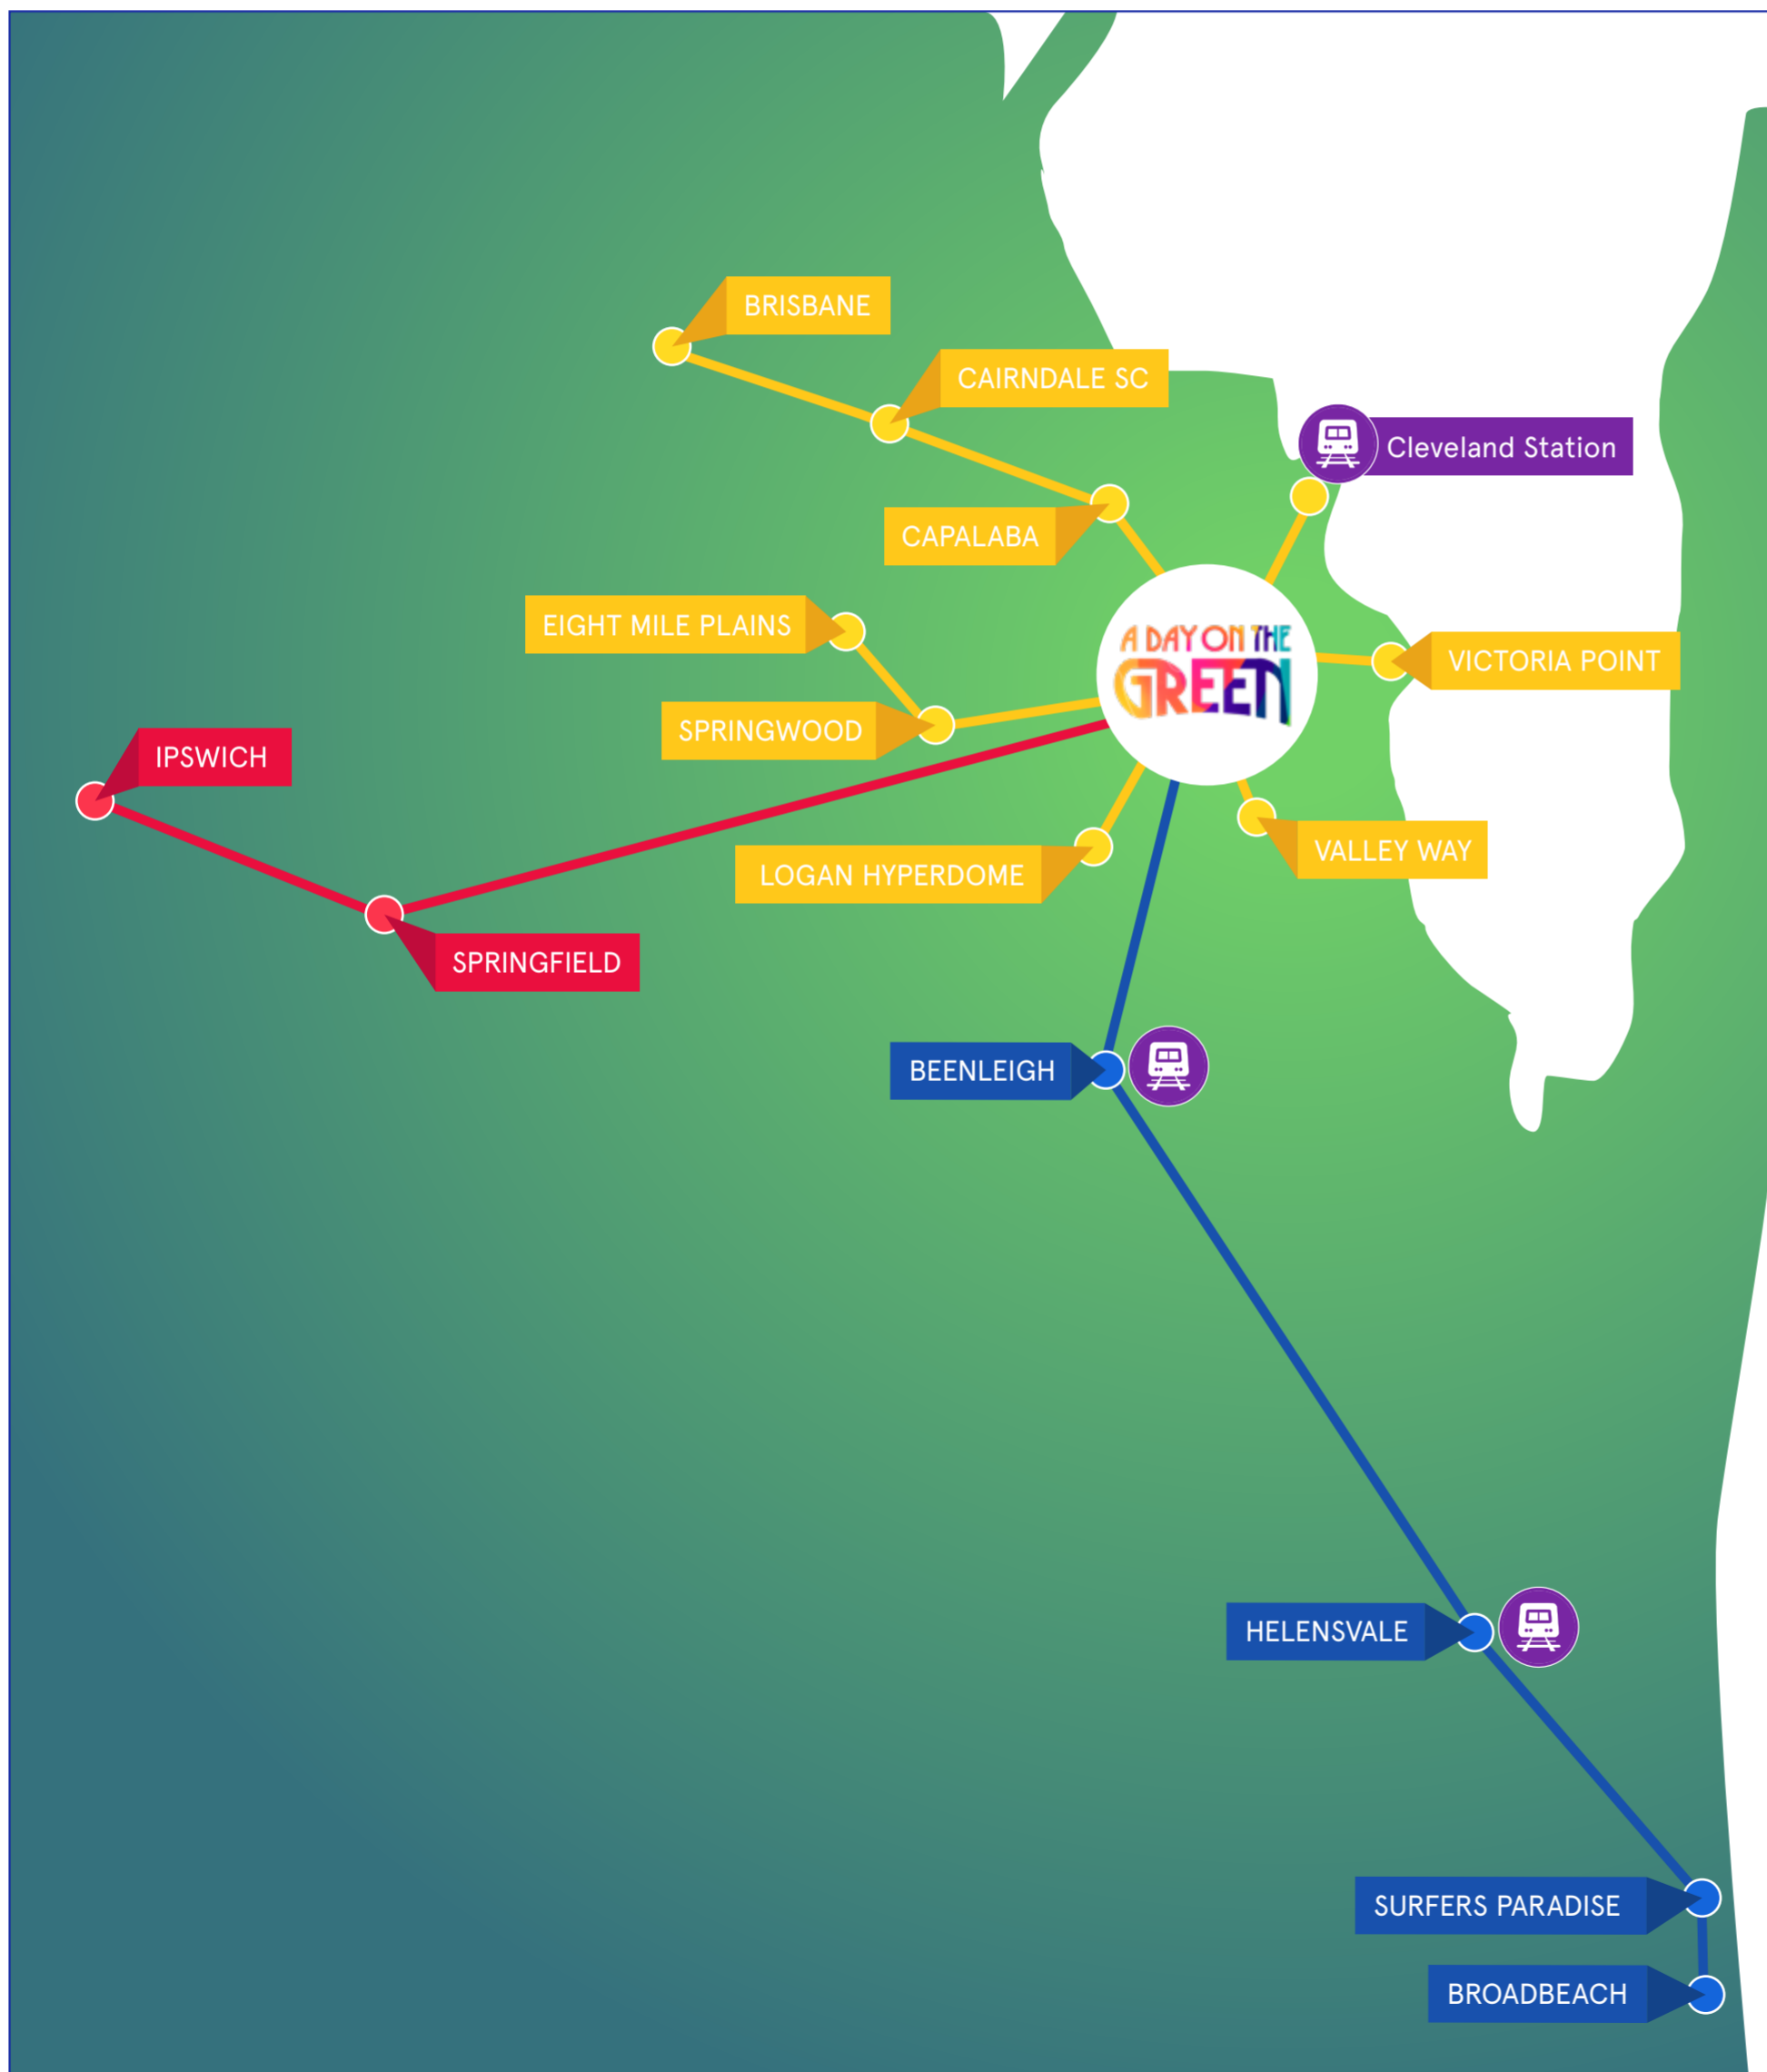 BRISBANE
CAIRNDALE SC
Cleveland Station
CAPALABA
EIGHT MILE PLAINS
A DAY ON THE
GREEN
VICTORIA POINT
SPRINGWOOD
IPSWICH
VALLEY WAY
LOGAN HYPERDOME
SPRINGFIELD
BEENLEIGH
HELENSVALE
SURFERS PARADISE
BROADBEACH